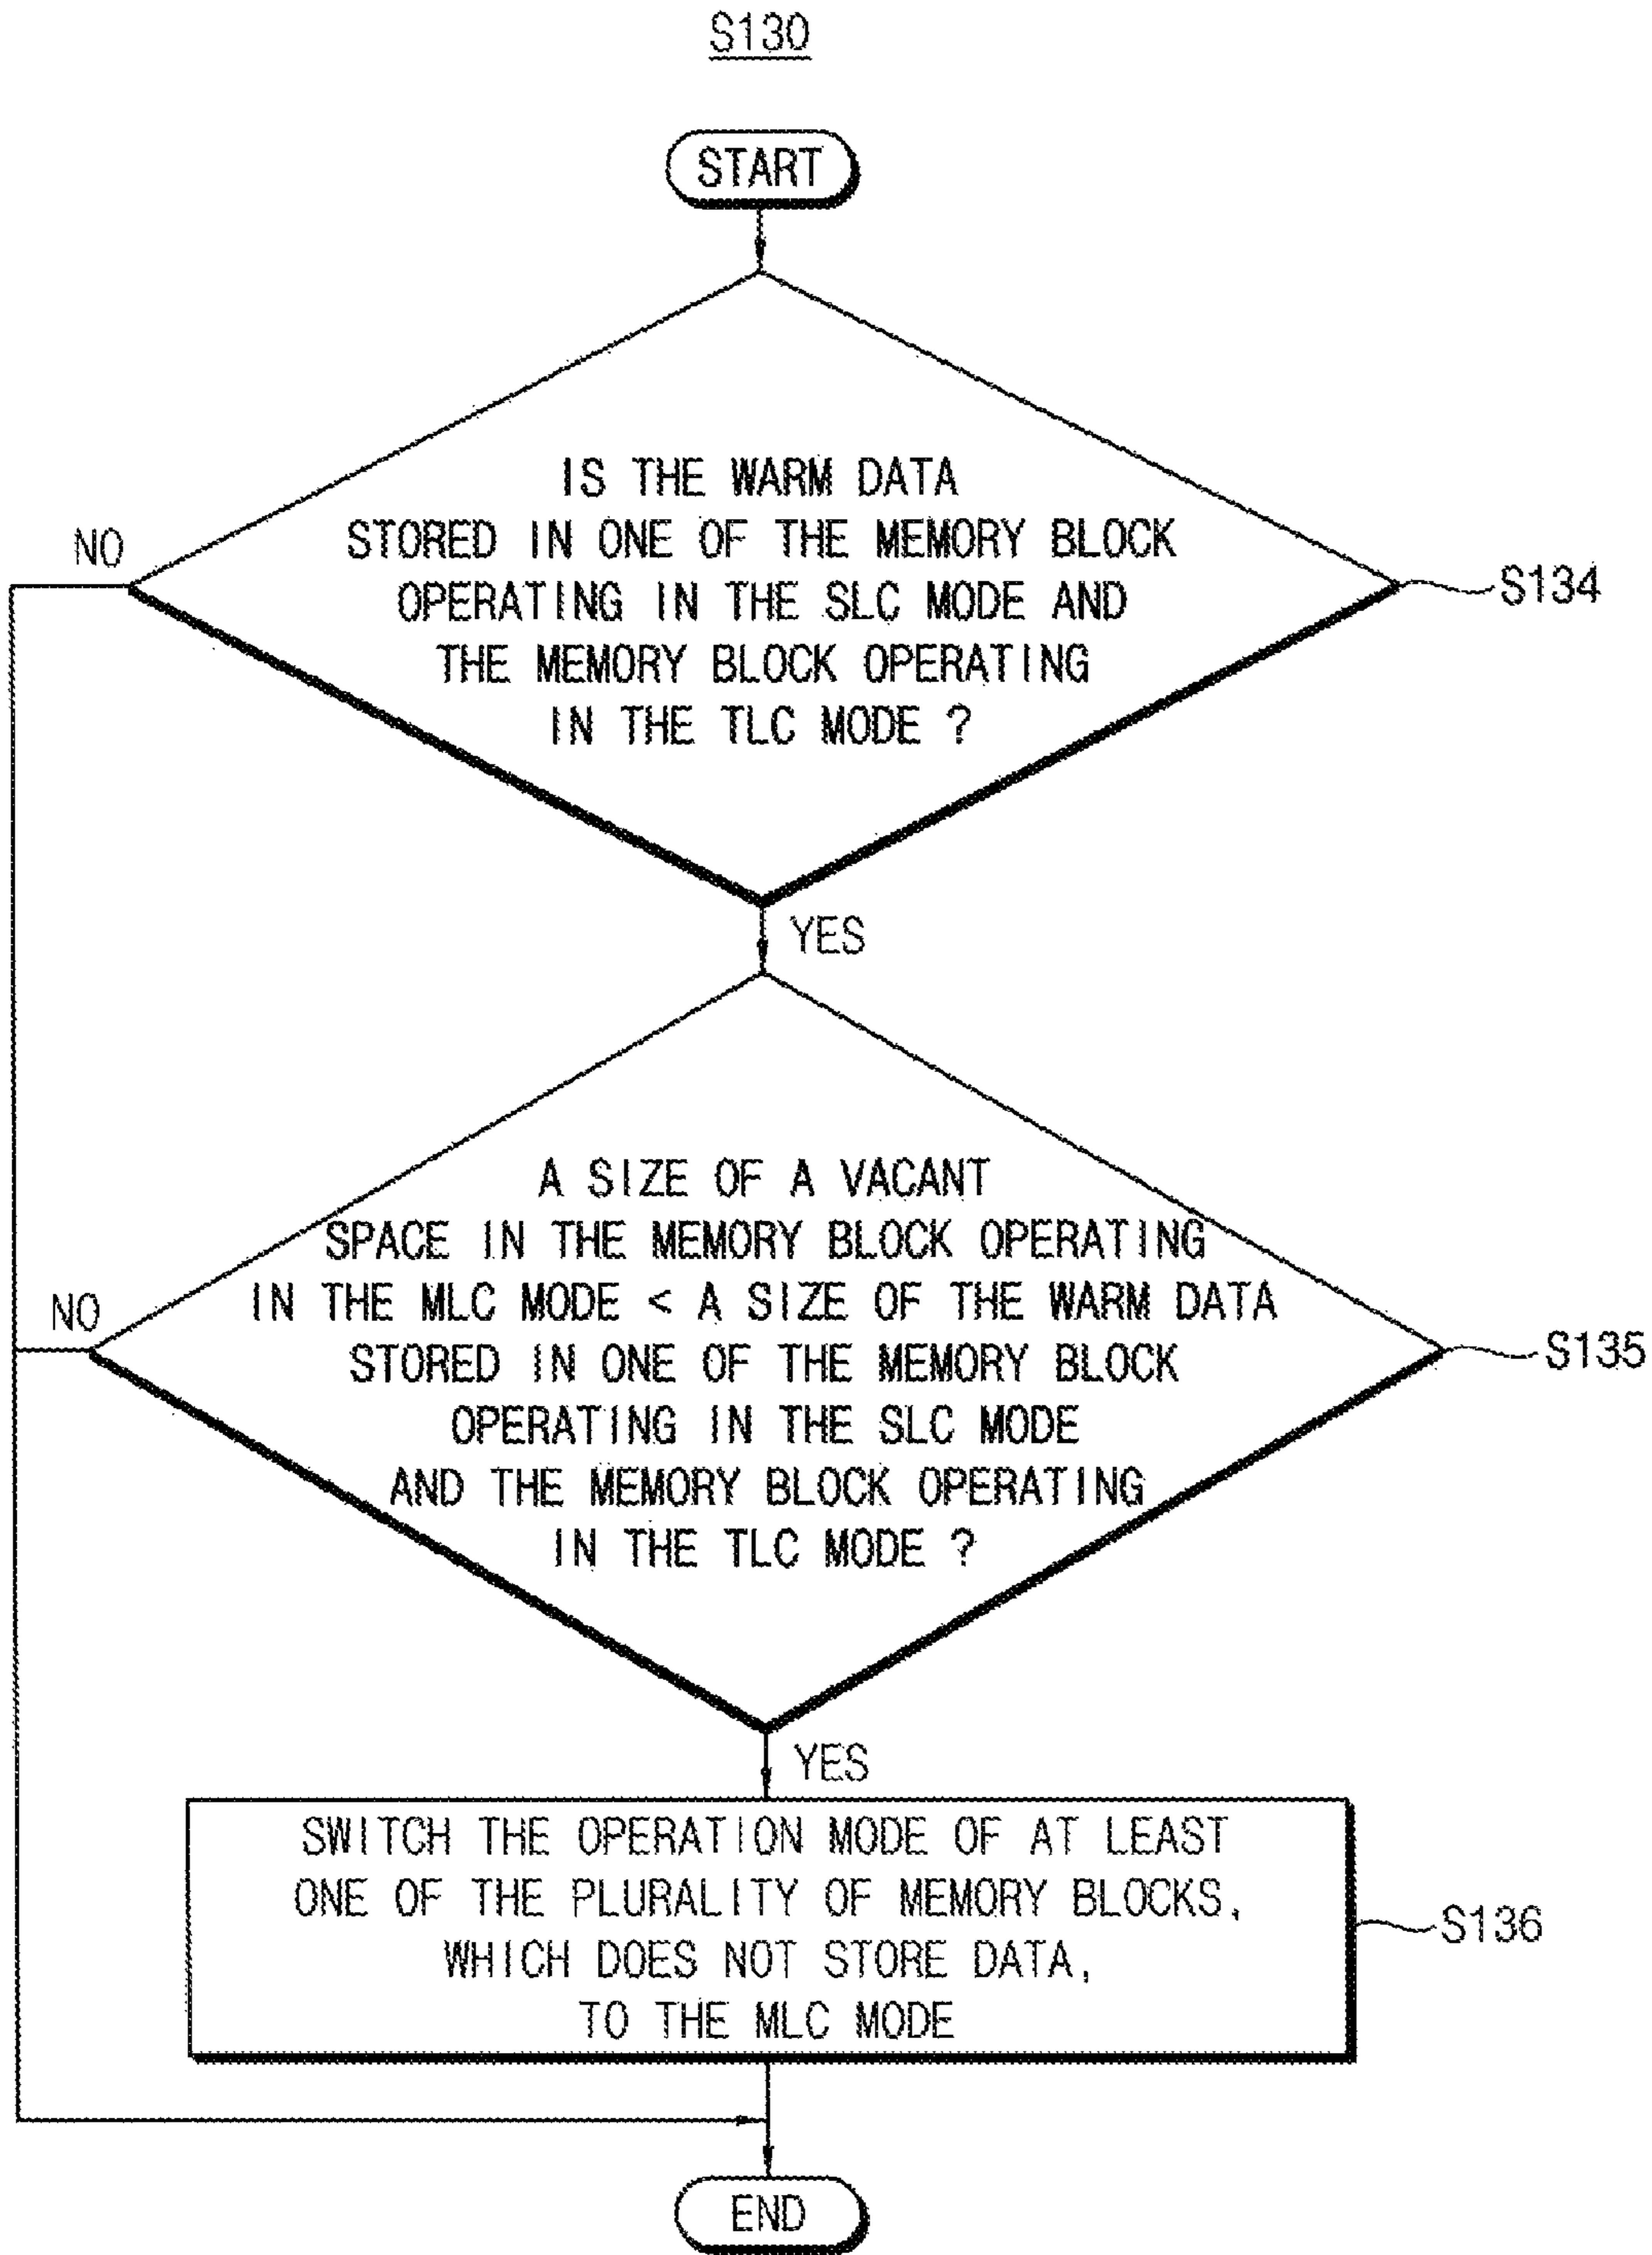 S130
START
IS THE WARM DATA
STORED IN ONE OF THE MEMORY BLOCK
OPERATING IN THE SLC MODE AND
THE MEMORY BLOCK OPERATING
IN THE TLC MODE ?
NO
S134
YES
A SIZE OF A VACANT
SPACE IN THE MEMORY BLOCK OPERATING
IN THE MLC MODE < A SIZE OF THE WARM DATA
STORED IN ONE OF THE MEMORY BLOCK
OPERATING IN THE SLC MODE
AND THE MEMORY BLOCK OPERATING
IN THE TLC MODE ?
NO
S135
YES
SWITCH THE OPERATION MODE OF AT LEAST
ONE OF THE PLURALITY OF MEMORY BLOCKS,
WHICH DOES NOT STORE DATA,
TO THE MLC MODE
S136
END